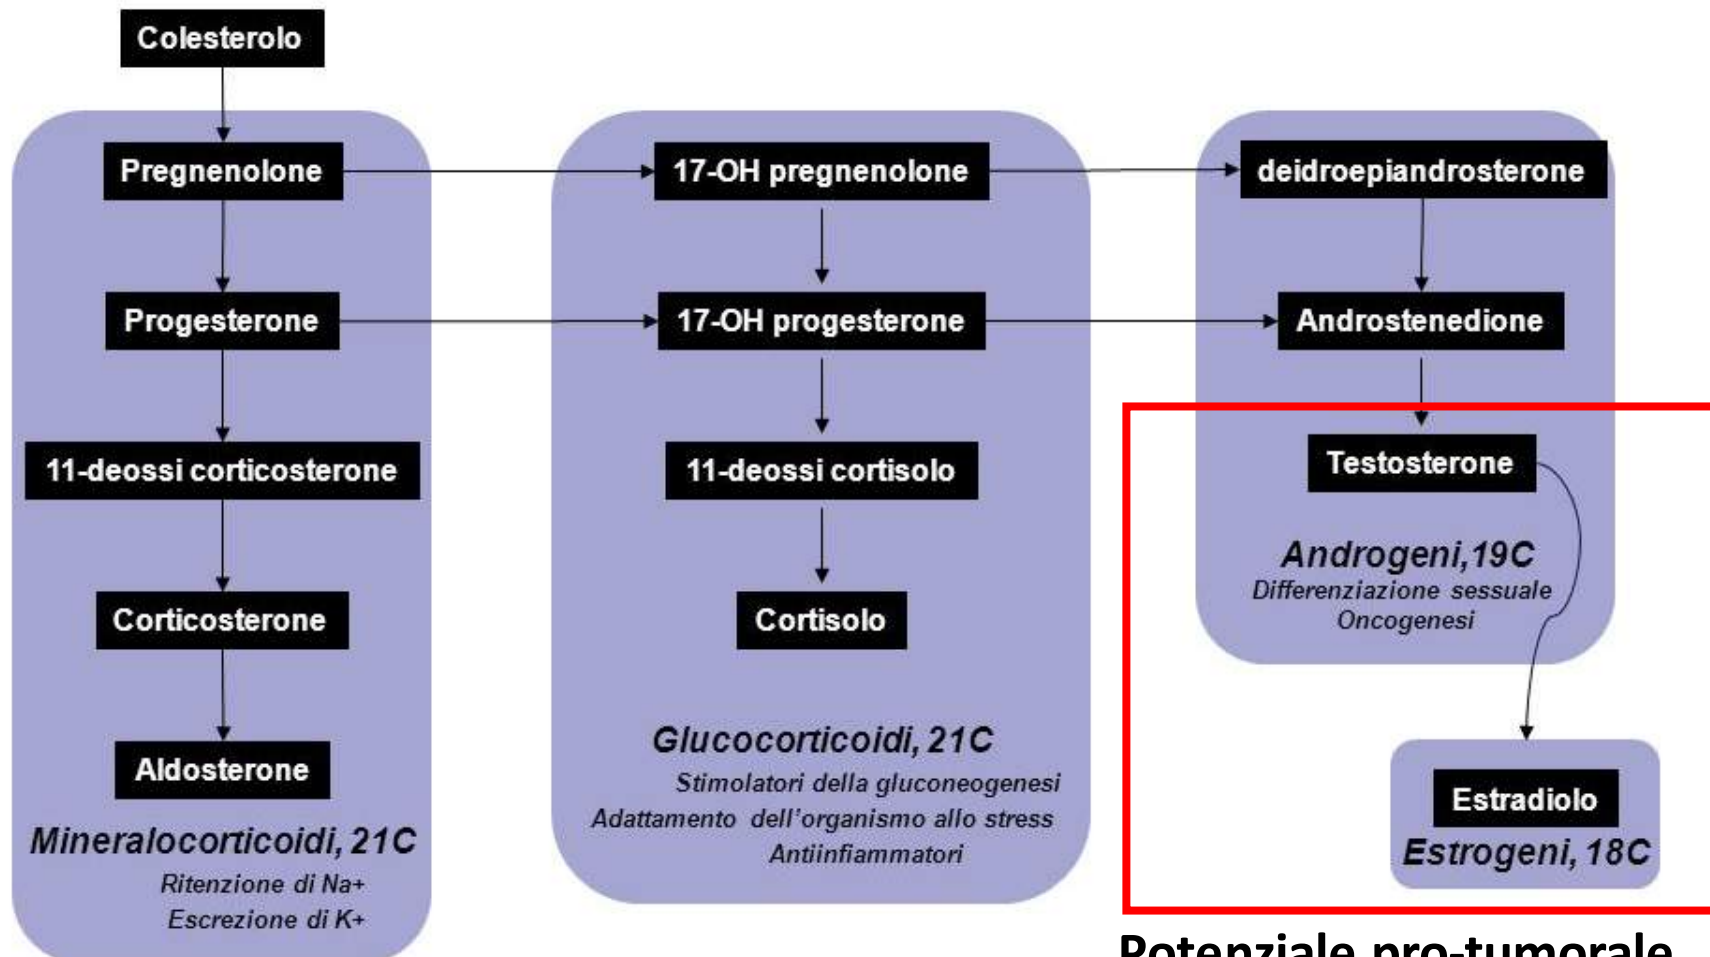 Colesterolo
Pregnenolone
17-OH pregnenolone
deidroepiandrosterone
Progesterone
17-OH progesterone
Androstenedione
11-deossi corticosterone
11-deossi cortisolo
Testosterone
Androgeni,19C
Differenziazione sessuale
Oncogenesi
Corticosterone
Cortisolo
Aldosterone
Mineralocorticoidi, 21C
Ritenzione di Na+
Escrezione di K+
Glucocorticoidi, 21C
Stimolatori della gluconeogenesi
Adattamento dell'organismo allo stress
Antiinfiammatori
Estradiolo
Estrogeni, 18C
Potenziale pro-tumorale